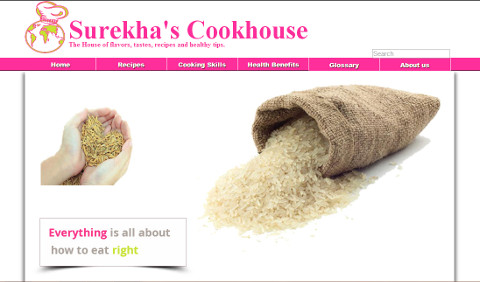 Surekha's Cookhouse
The House of flavors, tastes, recipes and healthy tips.
Search
Home Recipes Cooking Skills Health Benefits Glossary About us
Everything is all about
how to eat right